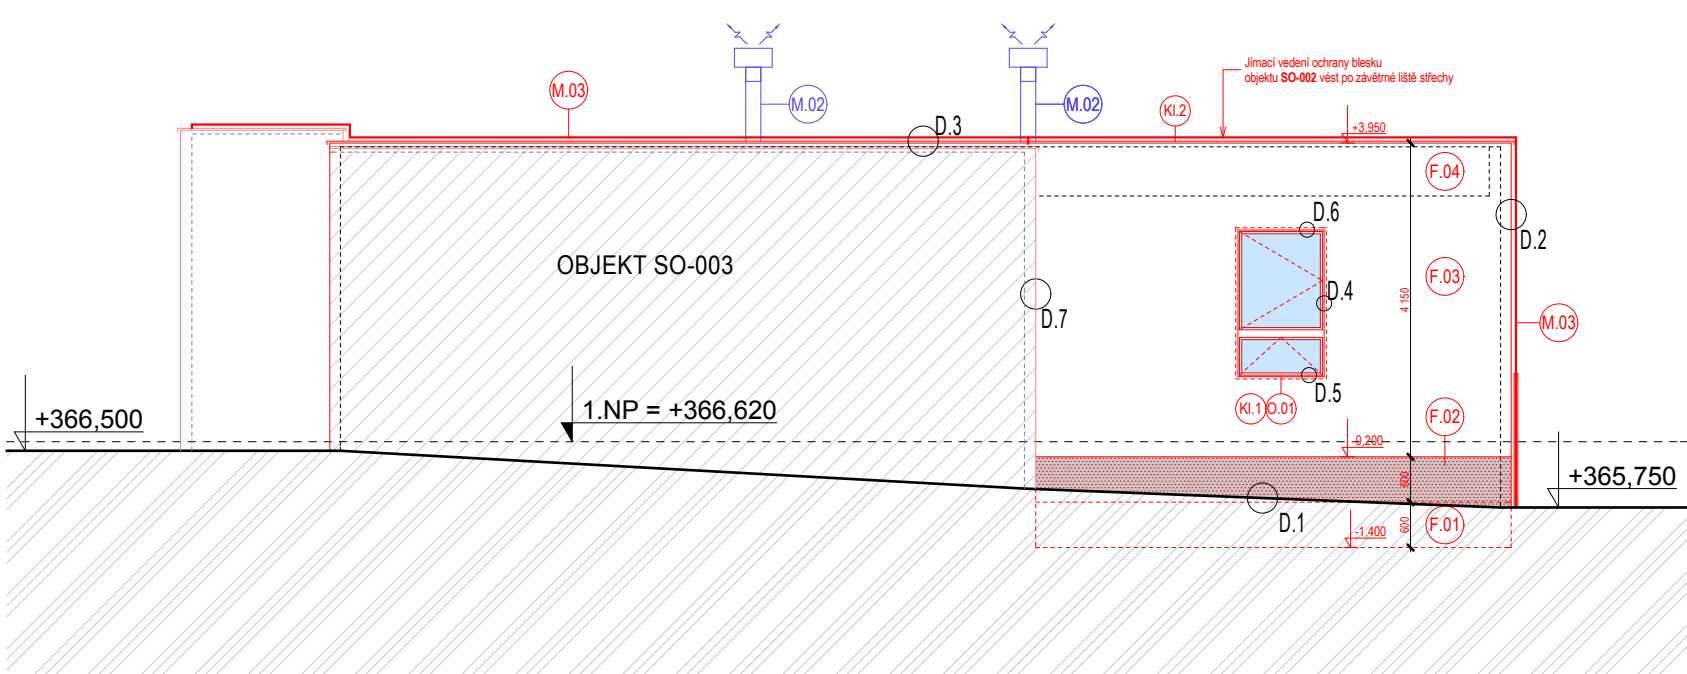 Jímací vedení ochrany blesku
objektu SO-002 vést po závětrné liště střechy
M.03
M.02
M.02
Kl.2
D.3
+3,950
F.04
D.6
D.2
OBJEKT SO-003
F.03
D.4
4 150
D.7
M.03
D.5
Kl.1
O.01
+366,500
1.NP = +366,620
F.02
-0,200
600
+365,750
D.1
F.01
600
-1,400